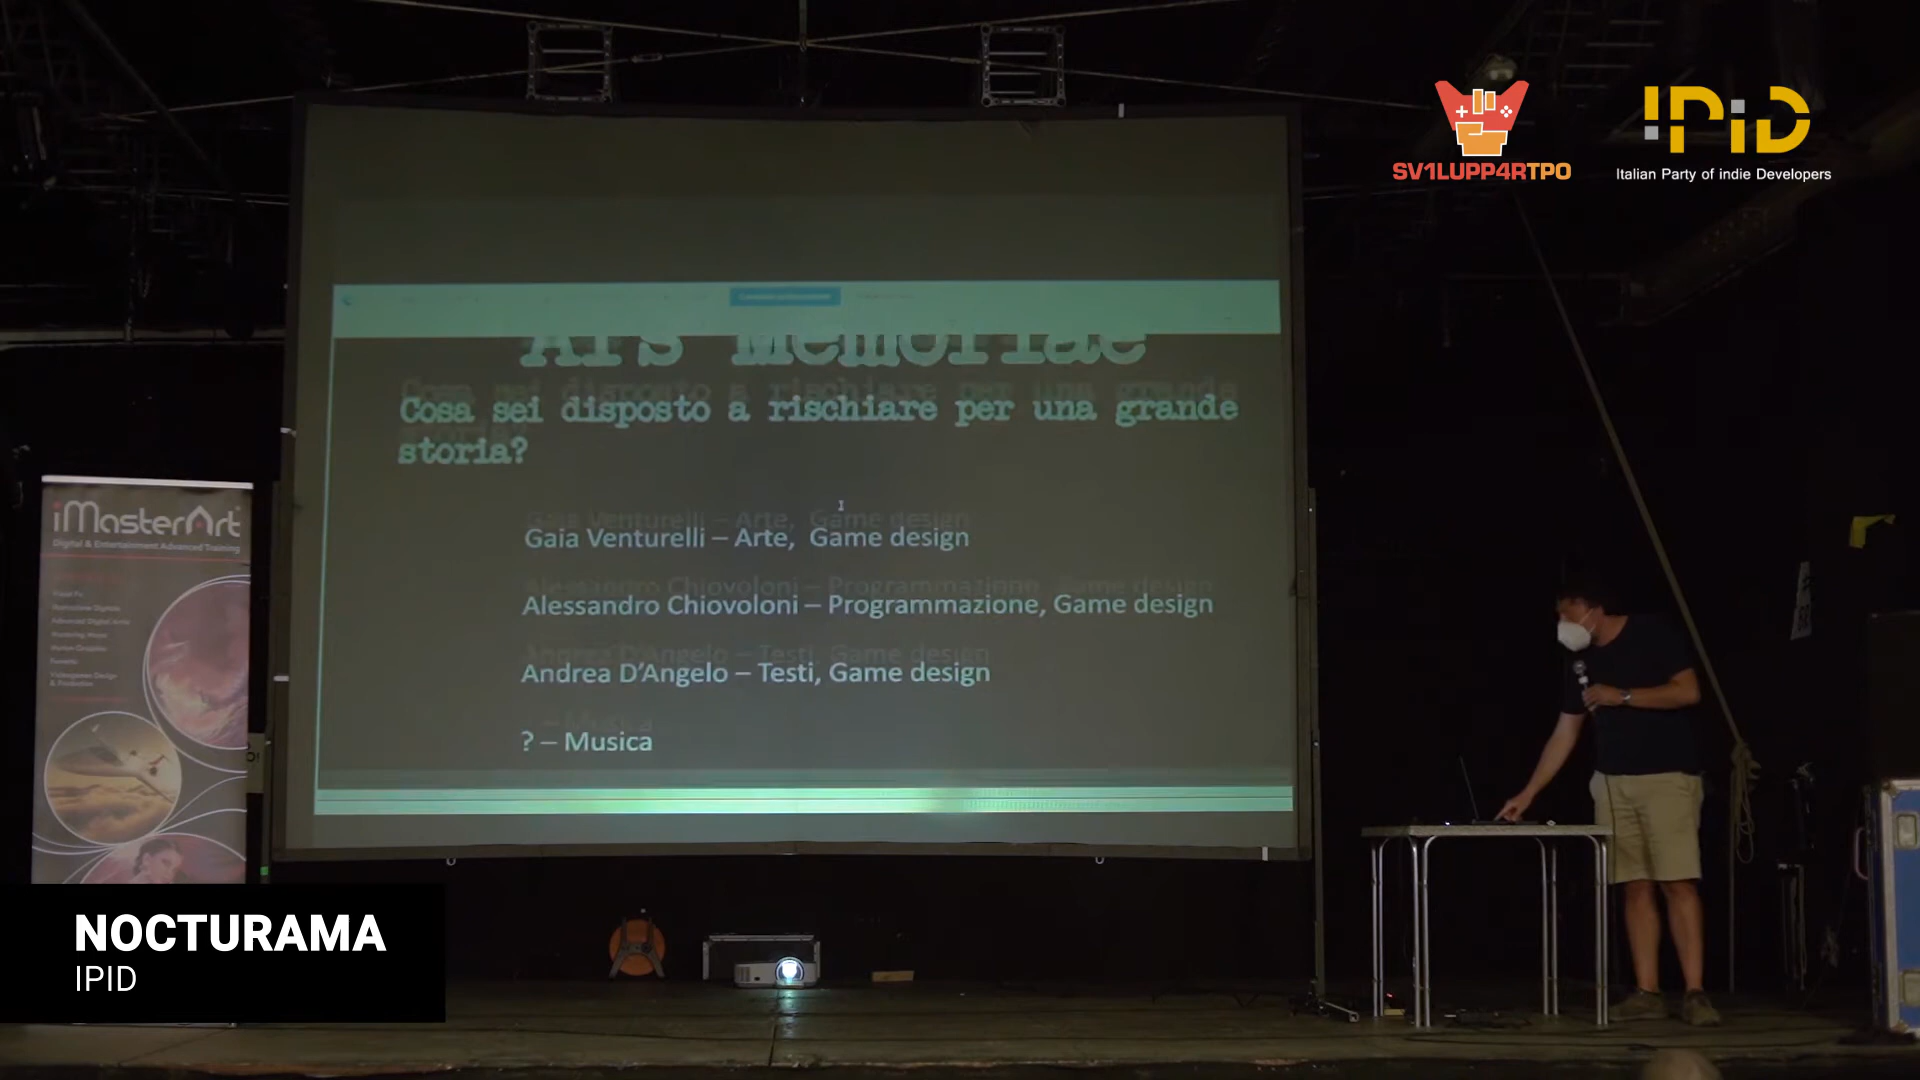 SV1LUPP4RTPO
IPID
Italian Party of indie Developers
Ars Memoriae
Cosa sei disposto a rischiare per una grande
storia?
Gaia Venturelli – Arte, Game design
Alessandro Chiovoloni – Programmazione, Game design
Andrea D'Angelo – Testi, Game design
? – Musica
iMasterArt
Digital & Entertainment Advanced Training
NOCTURAMA
IPID